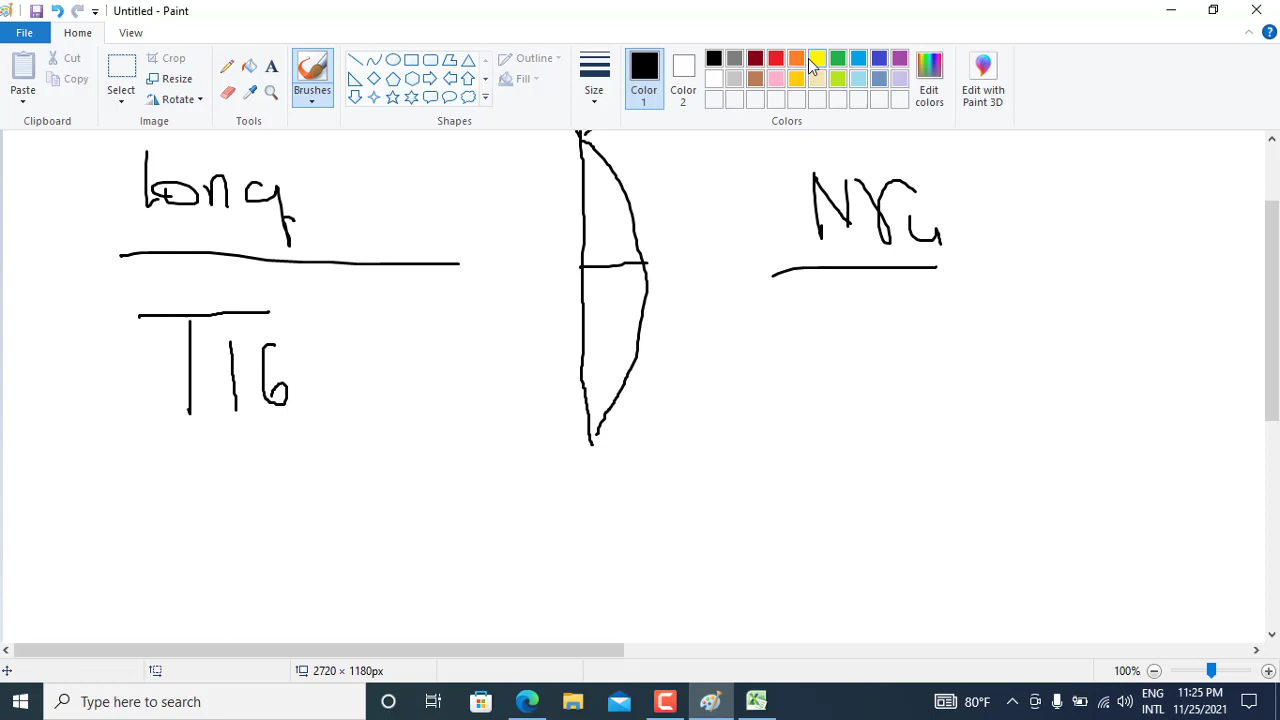 Untitled - Paint
File Home View
Paste Cut Copy Select Crop Resize Rotate Brushes Outline Fill Size Color 1 Color 2 Edit colors Edit with Paint 3D
Clipboard Image Tools Shapes Colors
Long
T16
2720 × 1180px 100%
Type here to search 80°F ENG INTL 11:25 PM 11/25/2021